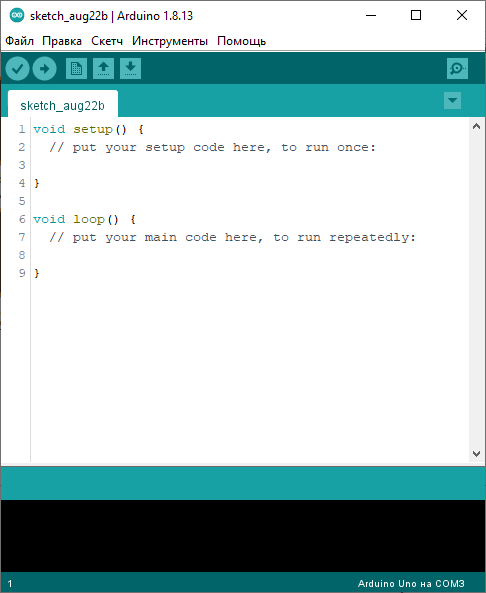 sketch_aug22b | Arduino 1.8.13
Файл Правка Скетч Инструменты Помощь
sketch_aug22b
1 void setup() {
2 // put your setup code here, to run once:
3
4 }
5
6 void loop() {
7 // put your main code here, to run repeatedly:
8
9 }
1 Arduino Uno на COM3